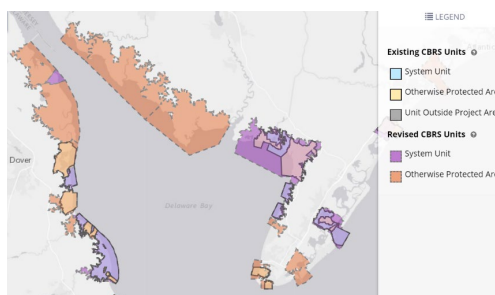 LEGEND
Existing CBRS Units
System Unit
Otherwise Protected Are
Unit Outside Project Area
Revised CBRS Units
System Unit
Otherwise Protected Are
Dover
Delaware Bay